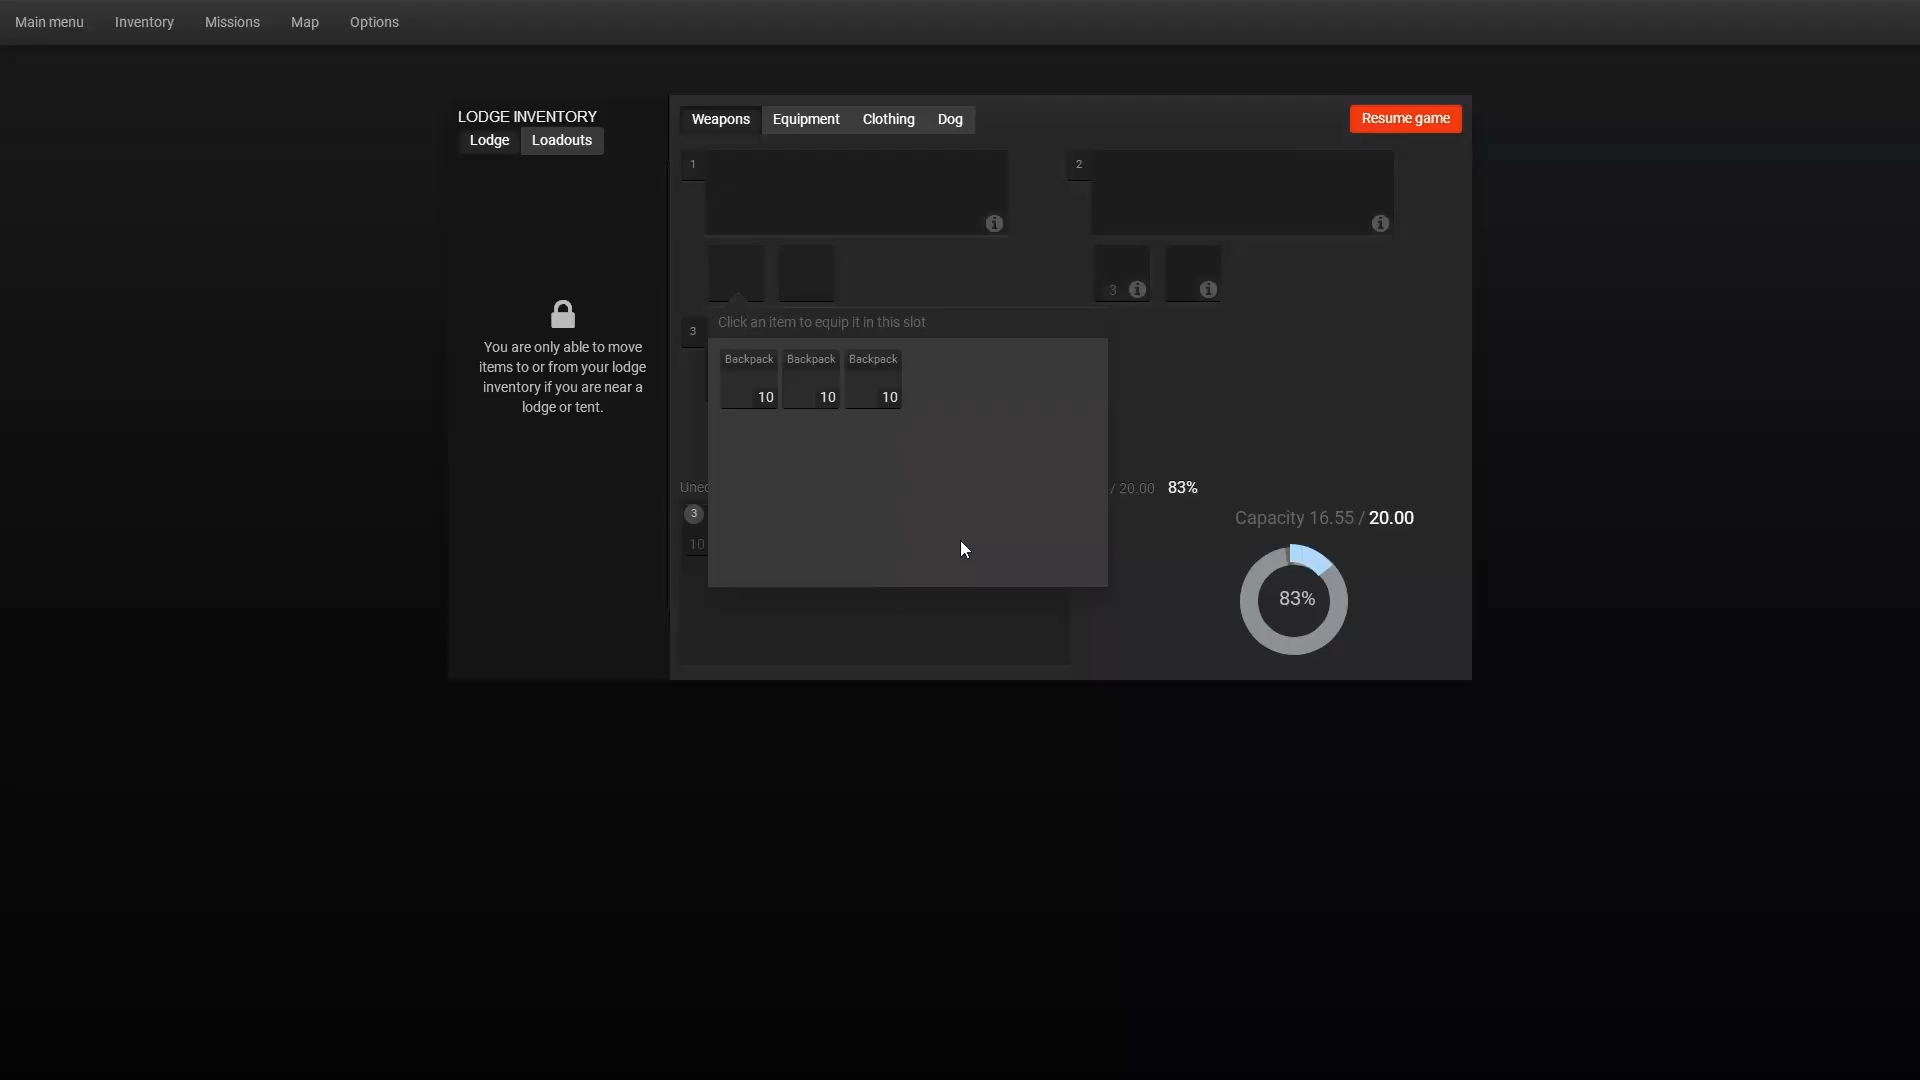 Main menu Inventory Missions Map Options
LODGE INVENTORY
Lodge Loadouts
Weapons Equipment Clothing Dog
Resume game
1
2
3
You are only able to move
items to or from your lodge
inventory if you are near a
lodge or tent.
3
Click an item to equip it in this slot
Backpack Backpack Backpack
10 10 10
Uneq
/ 20.00 83%
3
10
Capacity 16.55 / 20.00
83%